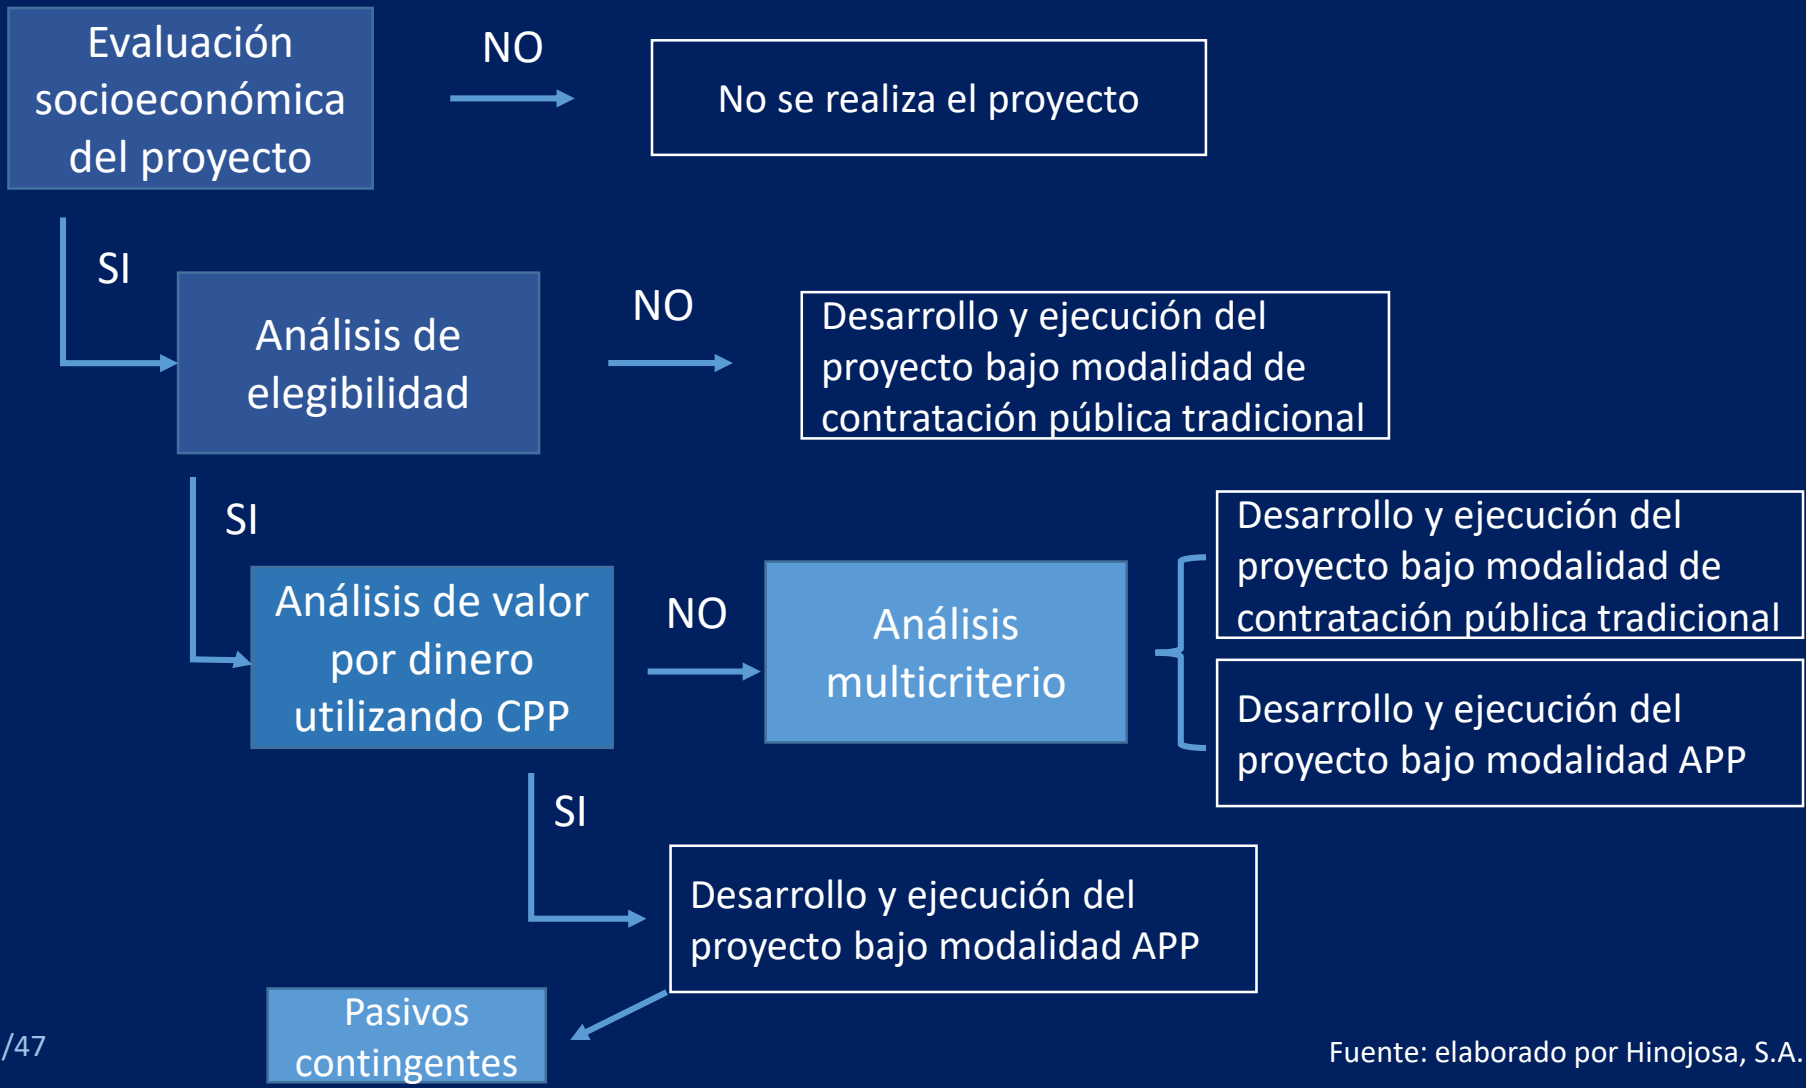 Evaluación
socioeconómica
del proyecto
NO
No se realiza el proyecto
SI
Análisis de
elegibilidad
NO
Desarrollo y ejecución del
proyecto bajo modalidad de
contratación pública tradicional
SI
Análisis de valor
por dinero
utilizando CPP
NO
Análisis
multicriterio
Desarrollo y ejecución del
proyecto bajo modalidad de
contratación pública tradicional
Desarrollo y ejecución del
proyecto bajo modalidad APP
SI
Desarrollo y ejecución del
proyecto bajo modalidad APP
Pasivos
contingentes
/47
Fuente: elaborado por Hinojosa, S.A.